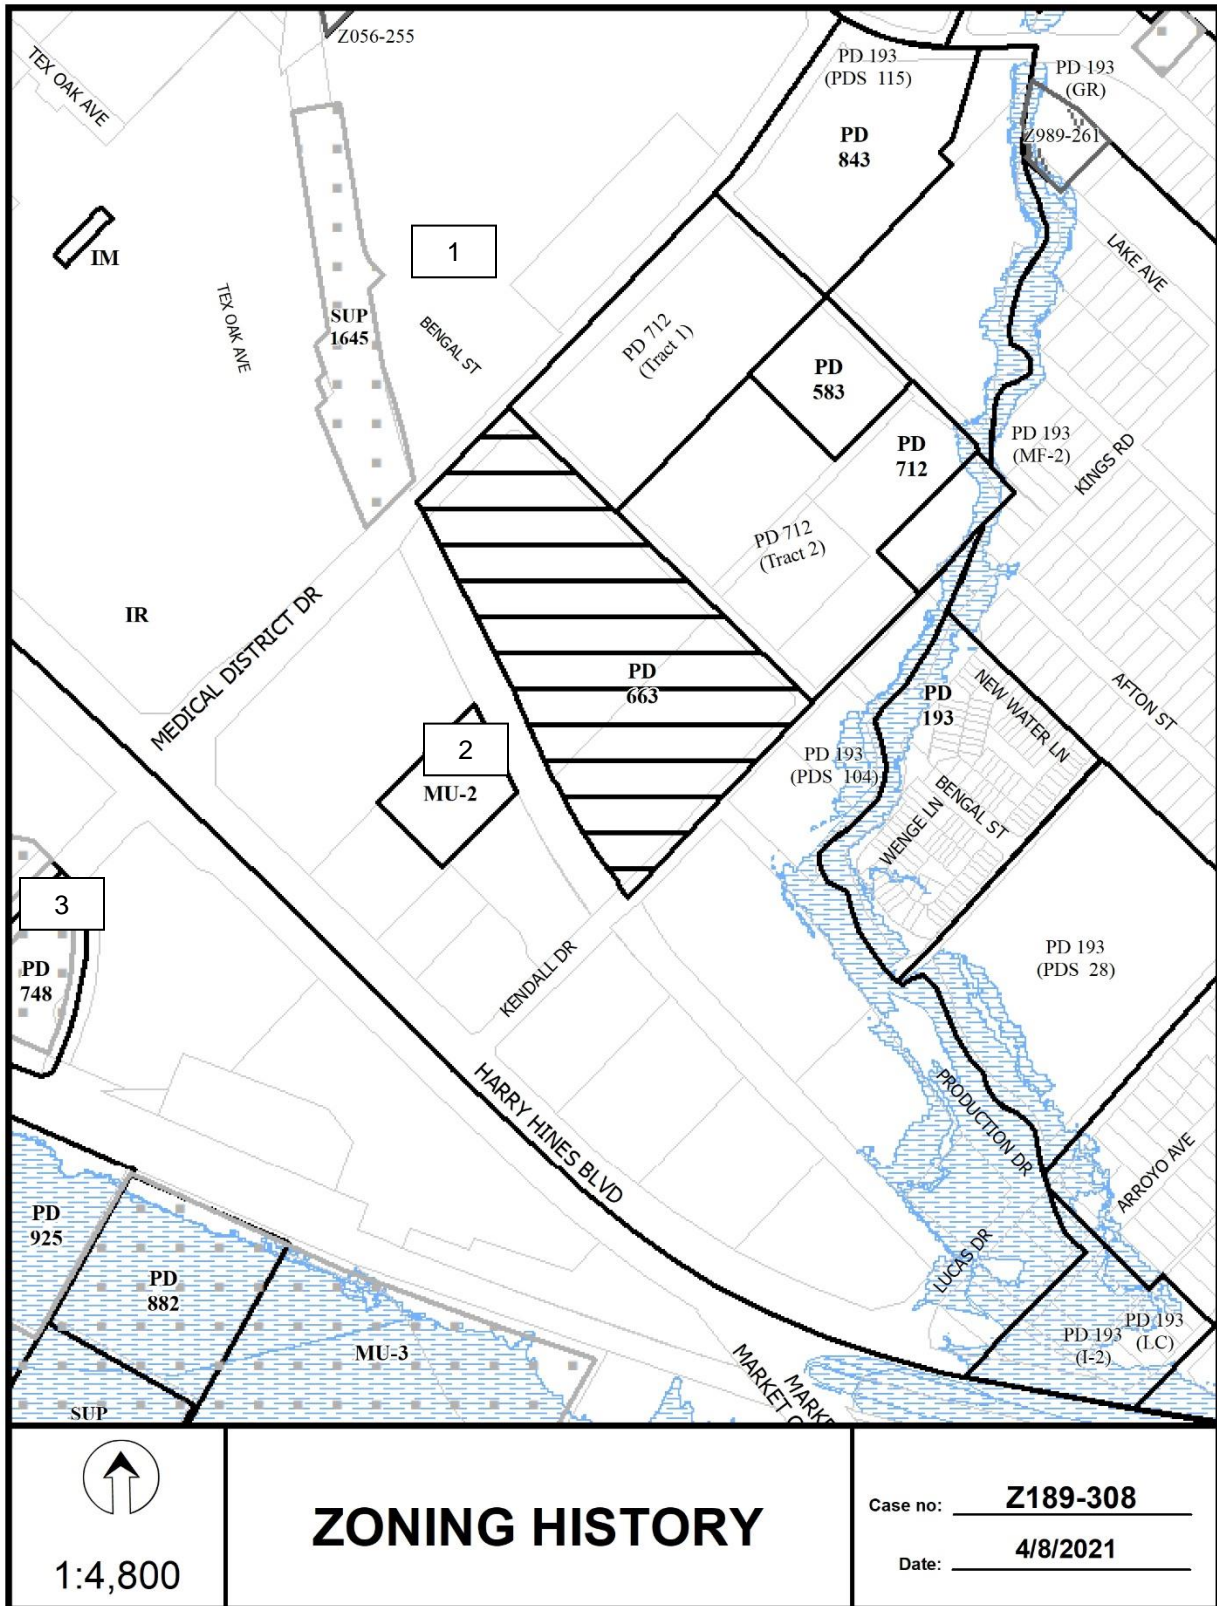 Z056-255
TEX OAK AVE
PD 193
(PDS 115)
PD 193
(GR)
PD
843
Z989-261
1
IM
LAKE AVE
TEX OAK AVE
SUP
1645
BENGAL ST
PD 712
(Tract 1)
PD
583
PD
712
PD 193
(MF-2)
KINGS RD
PD 712
(Tract 2)
IR
MEDICAL DISTRICT DR
PD
663
PD
193
NEW WATER LN
AFTON ST
2
MU-2
PD 193
(PDS 104)
BENGAL ST
WENGE LN
3
PD
748
KENDALL DR
PD 193
(PDS 28)
HARRY HINES BLVD
PRODUCTION DR
ARROYO AVE
PD
925
PD
882
LUCAS DR
MU-3
PD 193
(I-2)
PD 193
(LC)
SUP
MARKET
MARKE
1:4,800
ZONING HISTORY
Case no: Z189-308
Date: 4/8/2021